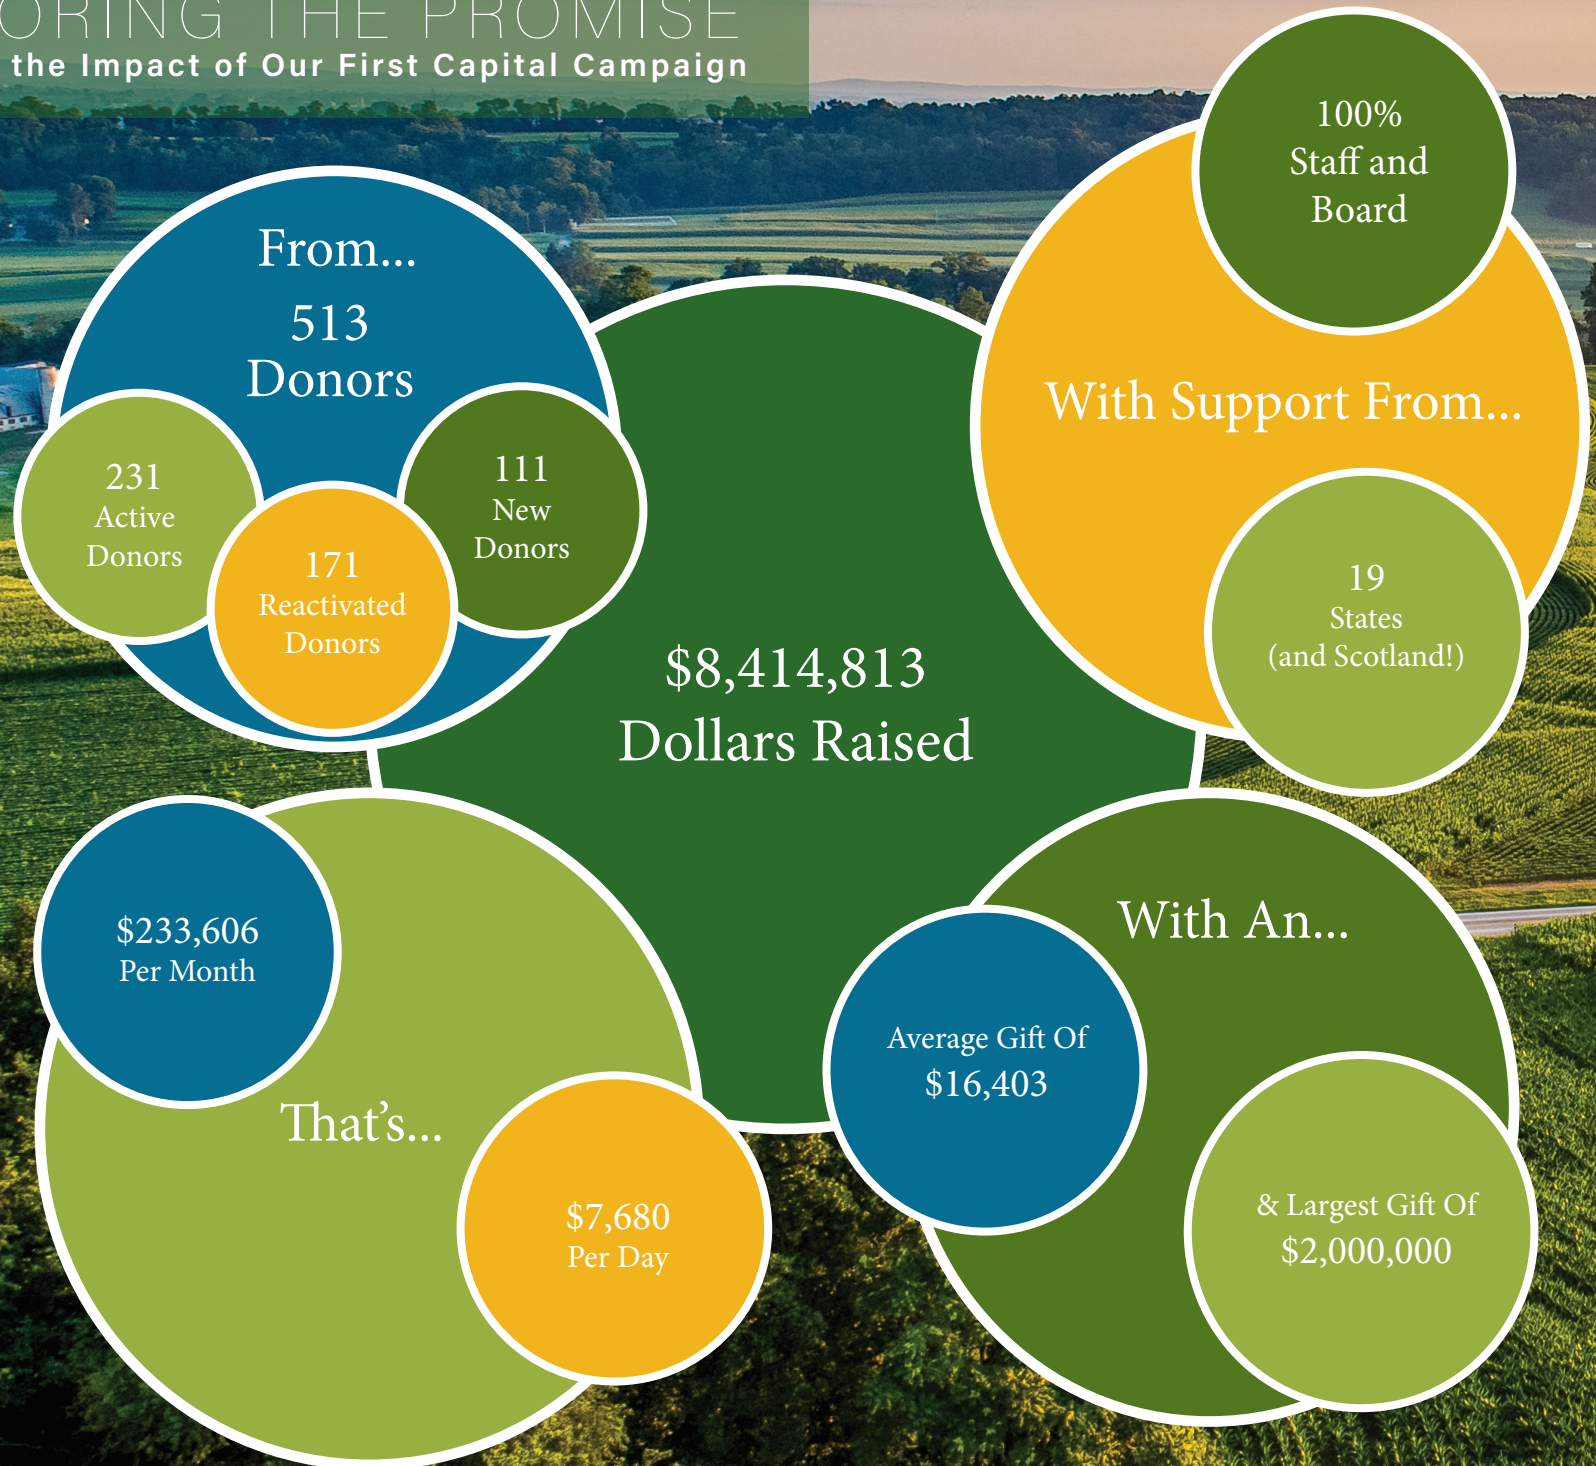 ORING THE PROMISE
the Impact of Our First Capital Campaign
From...
513
Donors
231
Active
Donors
171
Reactivated
Donors
111
New
Donors
$8,414,813
Dollars Raised
100%
Staff and
Board
With Support From...
19
States
(and Scotland!)
$233,606
Per Month
That's...
$7,680
Per Day
With An...
Average Gift Of
$16,403
& Largest Gift Of
$2,000,000